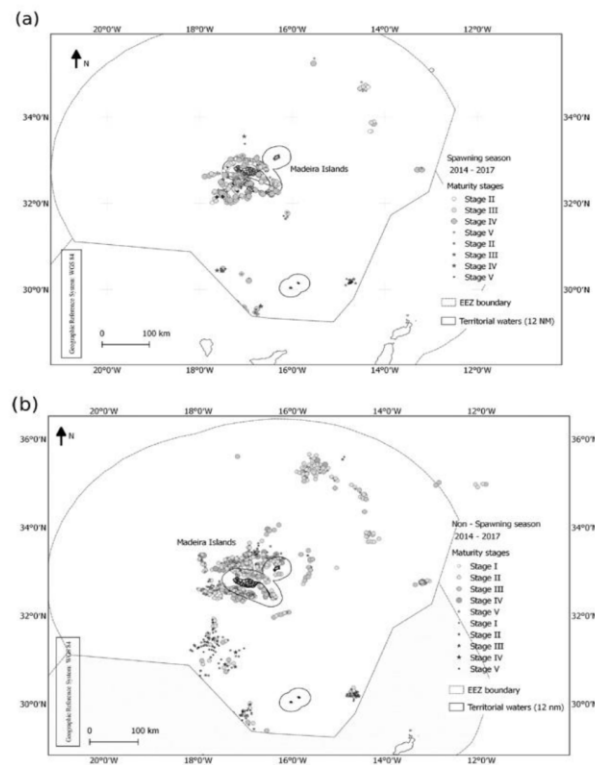 (a)
20°0'W 18°0'W 16°0'W 14°0'W 12°0'W
N
34°0'N
Madeira Islands
32°0'N
30°0'N
Spawning season
2014 - 2017
Maturity stages
Stage II
Stage III
Stage IV
Stage V
Stage II
Stage III
Stage IV
Stage V
EEZ boundary
Territorial waters (12 NM)
Geographic Reference System: WGS 84
0 100 km
20°0'W 18°0'W 16°0'W 14°0'W 12°0'W
(b)
20°0'W 18°0'W 16°0'W 14°0'W 12°0'W
36°0'N 36°0'N
N
34°0'N 34°0'N
Madeira Islands
32°0'N 32°0'N
30°0'N 30°0'N
Non - Spawning season
2014 - 2017
Maturity stages
Stage I
Stage II
Stage III
Stage IV
Stage V
Stage I
Stage II
Stage III
Stage IV
Stage V
EEZ boundary
Territorial waters (12 nm)
Geographic Reference System: WGS 84
0 100 km
20°0'W 18°0'W 16°0'W 14°0'W 12°0'W